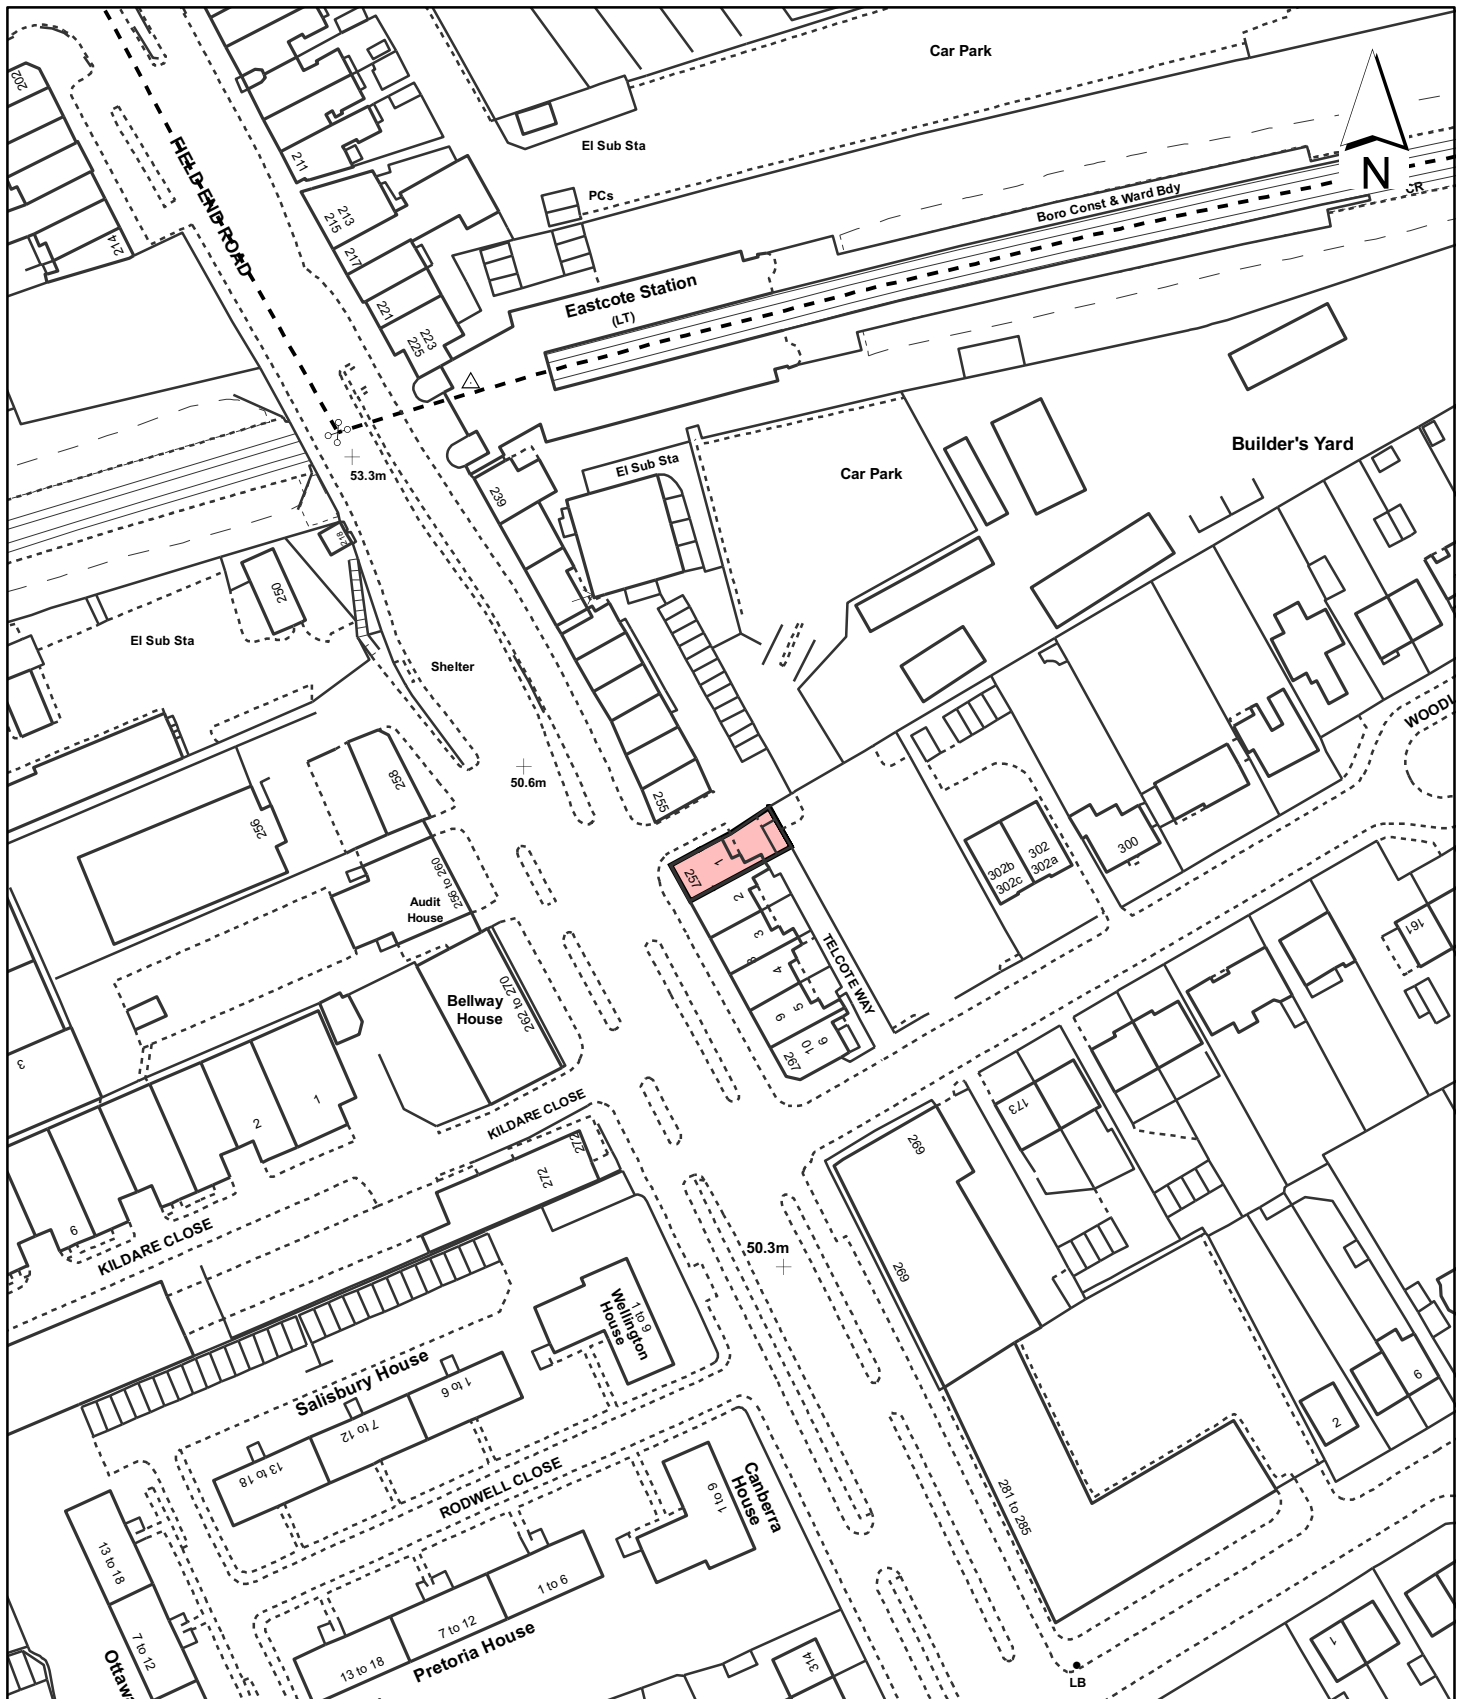 Car Park
202
FIELD END ROAD
211
El Sub Sta
PCs
N
CR
Boro Const & Ward Bdy
213
215
214
217
Eastcote Station
(LT)
221
223
225
53.3m
El Sub Sta
Car Park
Builder's Yard
239
218
250
El Sub Sta
Shelter
WOODL
50.6m
258
255
256
1
257
300
302
302a
302b
302c
256 to 260
Audit
House
2
3
161
8
4
TELCOTE WAY
Bellway
House
262 to 270
5
9
6
10
267
3
1
2
KILDARE CLOSE
173
269
272
272
6
KILDARE CLOSE
50.3m
269
1 to 9
Wellington
House
Salisbury House
1 to 6
7 to 12
13 to 18
6
2
RODWELL CLOSE
Canberra
House
1 to 9
281 to 285
13 to 18
7 to 12
Ottaw
1 to 6
7 to 12
13 to 18
Pretoria House
314
1
LB